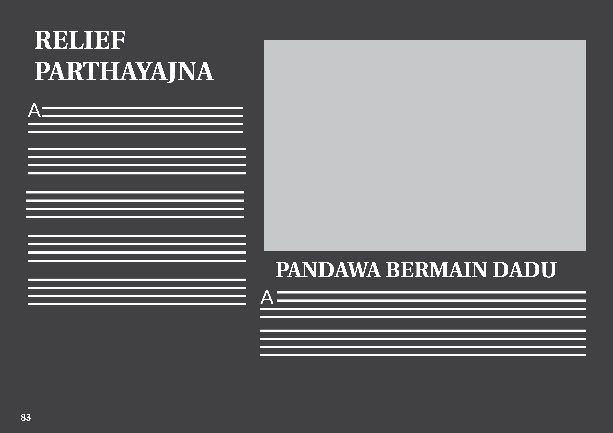 RELIEF
PARTHAYAJNA
A
PANDAWA BERMAIN DADU
A
83